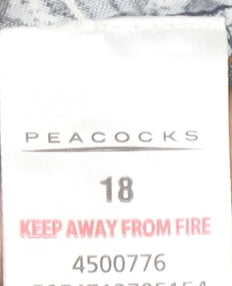 PEACOCKS
18
KEEP AWAY FROM FIRE
4500776